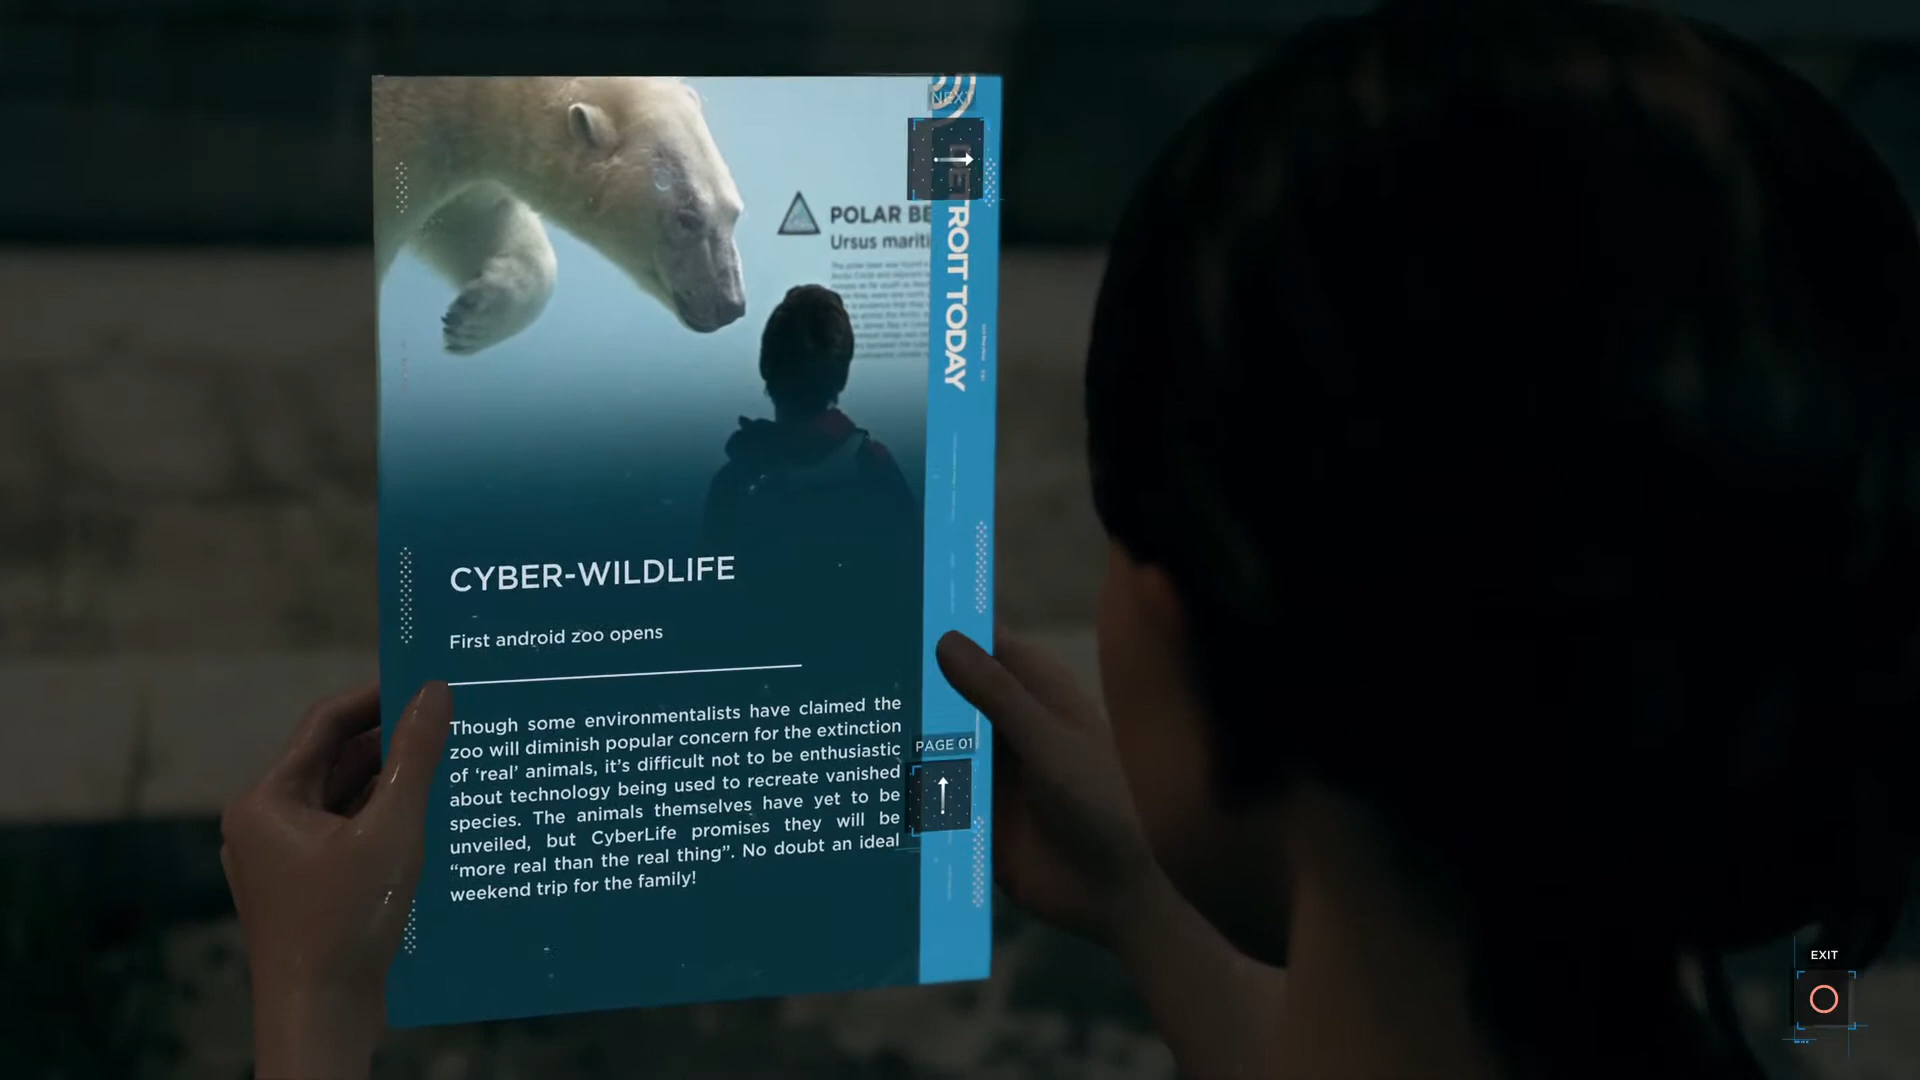 NEXT
DETROIT TODAY
POLAR BE
Ursus mariti
CYBER-WILDLIFE
First android zoo opens
Though some environmentalists have claimed the
zoo will diminish popular concern for the extinction
of ‘real’ animals, it’s difficult not to be enthusiastic
about technology being used to recreate vanished
species. The animals themselves have yet to be
unveiled, but CyberLife promises they will be
“more real than the real thing”. No doubt an ideal
weekend trip for the family!
PAGE 01
EXIT